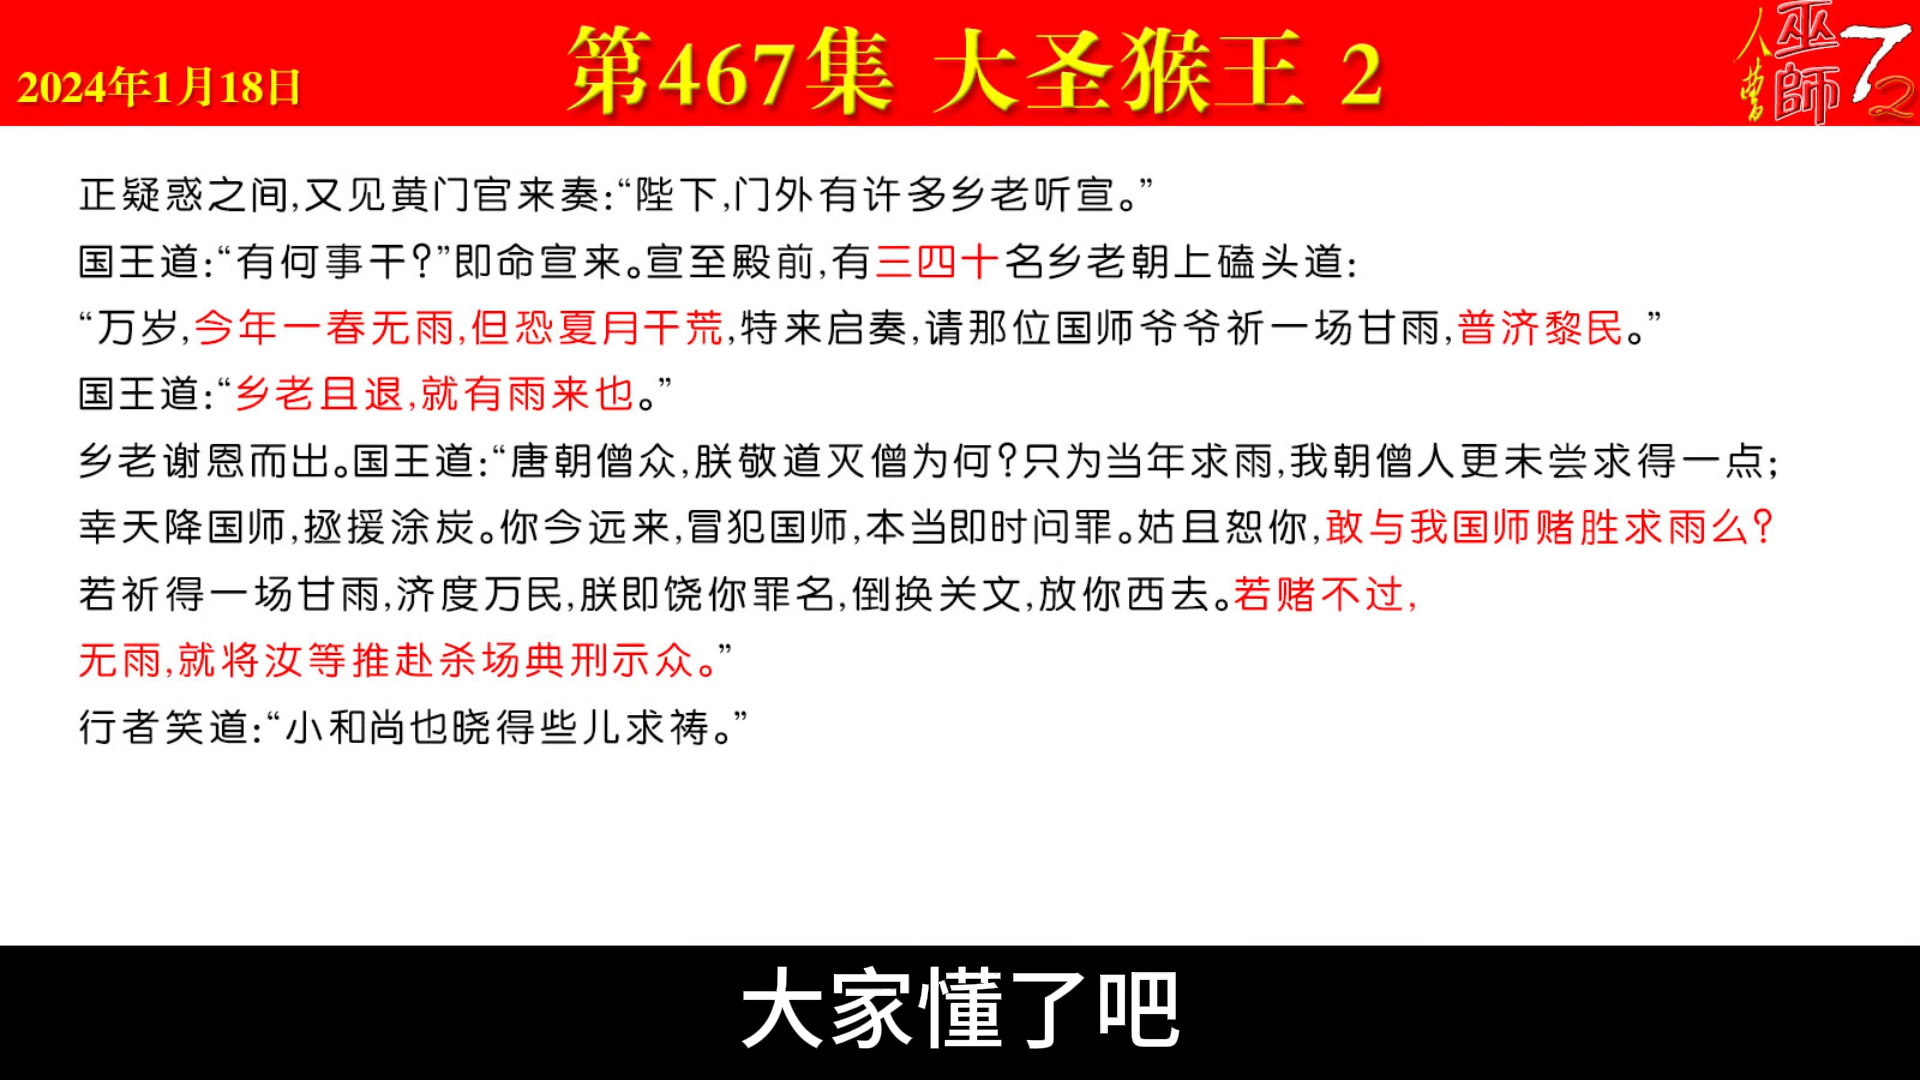 2024年1月18日
第467集 大圣猴王 2
人曹
巫師
72
正疑惑之间,又见黄门官来奏:“陛下,门外有许多乡老听宣。”
国王道:“有何事干?”即命宣来。宣至殿前,有三四十名乡老朝上磕头道:
“万岁,今年一春无雨,但恐夏月干荒,特来启奏,请那位国师爷爷祈一场甘雨,普济黎民。”
国王道:“乡老且退,就有雨来也。”
乡老谢恩而出。国王道:“唐朝僧众,朕敬道灭僧为何?只为当年求雨,我朝僧人更未尝求得一点;
幸天降国师,拯援涂炭。你今远来,冒犯国师,本当即时问罪。姑且恕你,敢与我国师赌胜求雨么?
若祈得一场甘雨,济度万民,朕即饶你罪名,倒换关文,放你西去。若赌不过,
无雨,就将汝等推赴杀场典刑示众。”
行者笑道:“小和尚也晓得些儿求祷。”
大家懂了吧